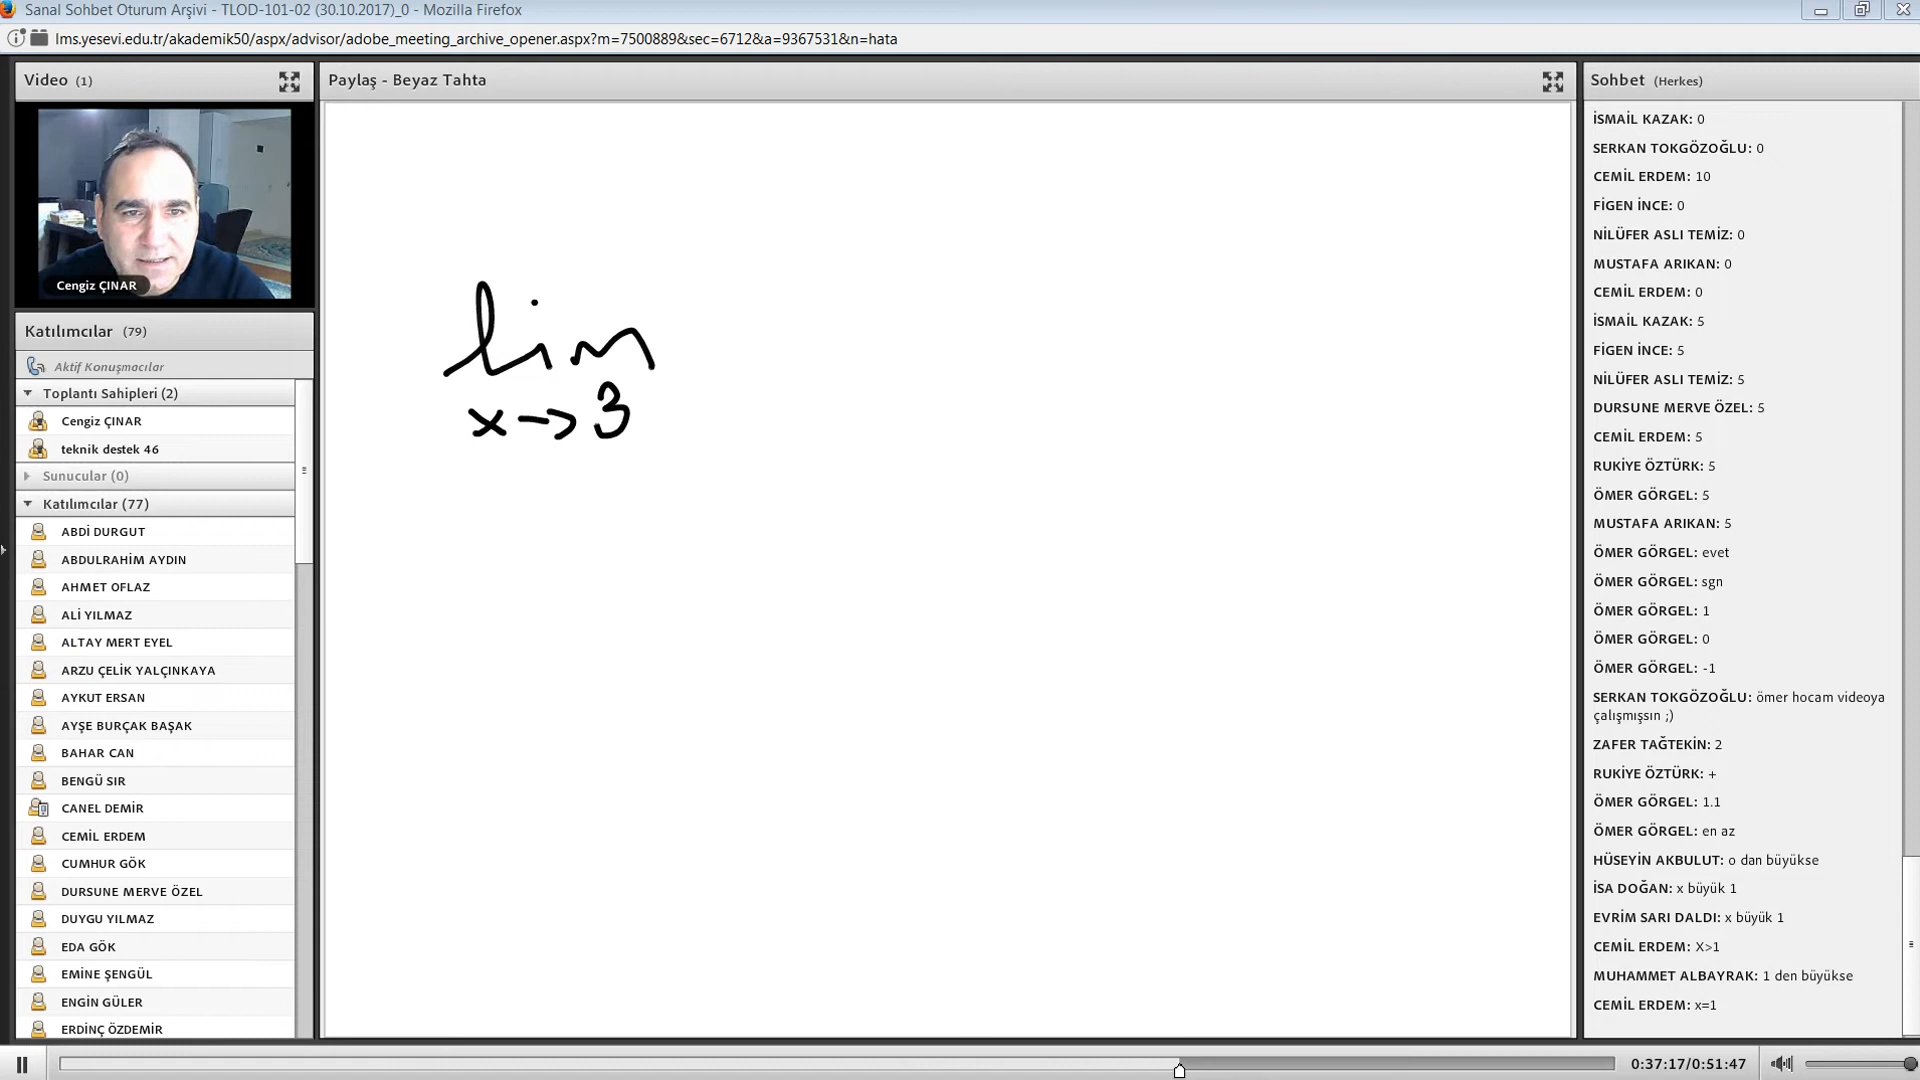 Sanal Sohbet Oturum Arşivi - TLOD-101-02 (30.10.2017)_0 - Mozilla Firefox
lms.yesevi.edu.tr/akademik50/aspx/advisor/adobe_meeting_archive_opener.aspx?m=7500889&sec=6712&a=9367531&n=hata
Video (1)
Cengiz ÇINAR
Katılımcılar (79)
Aktif Konuşmacılar
Toplantı Sahipleri (2)
Cengiz ÇINAR
teknik destek 46
Sunucular (0)
Katılımcılar (77)
ABDİ DURGUT
ABDULRAHİM AYDIN
AHMET OFLAZ
ALİ YILMAZ
ALTAY MERT EYEL
ARZU ÇELİK YALÇINKAYA
AYKUT ERSAN
AYŞE BURÇAK BAŞAK
BAHAR CAN
BENGÜ SIR
CANEL DEMİR
CEMİL ERDEM
CUMHUR GÖK
DURSUNE MERVE ÖZEL
DUYGU YILMAZ
EDA GÖK
EMİNE ŞENGÜL
ENGİN GÜLER
ERDİNÇ ÖZDEMİR
Paylaş - Beyaz Tahta
lim
x→3
Sohbet (Herkes)
İSMAİL KAZAK: 0
SERKAN TOKGÖZOĞLU: 0
CEMİL ERDEM: 10
FİGEN İNCE: 0
NİLÜFER ASLI TEMİZ: 0
MUSTAFA ARIKAN: 0
CEMİL ERDEM: 0
İSMAİL KAZAK: 5
FİGEN İNCE: 5
NİLÜFER ASLI TEMİZ: 5
DURSUNE MERVE ÖZEL: 5
CEMİL ERDEM: 5
RUKİYE ÖZTÜRK: 5
ÖMER GÖRGEL: 5
MUSTAFA ARIKAN: 5
ÖMER GÖRGEL: evet
ÖMER GÖRGEL: sgn
ÖMER GÖRGEL: 1
ÖMER GÖRGEL: 0
ÖMER GÖRGEL: -1
SERKAN TOKGÖZOĞLU: ömer hocam videoya
çalışmışsın ;)
ZAFER TAĞTEKİN: 2
RUKİYE ÖZTÜRK: +
ÖMER GÖRGEL: 1.1
ÖMER GÖRGEL: en az
HÜSEYİN AKBULUT: o dan büyükse
İSA DOĞAN: x büyük 1
EVRİM SARI DALDI: x büyük 1
CEMİL ERDEM: X>1
MUHAMMET ALBAYRAK: 1 den büyükse
CEMİL ERDEM: x=1
0:37:17/0:51:47